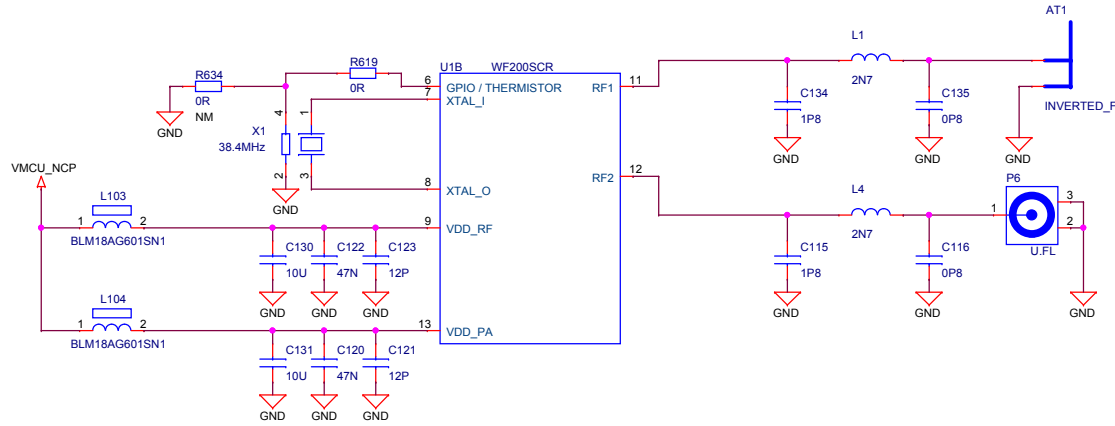 AT1
L1
2N7
INVERTED_F
C134
1P8
GND
C135
0P8
GND
GND
U1B
WF200SCR
R619
0R
R634
0R
NM
GND
6
GPIO / THERMISTOR
7
XTAL_I
RF1
11
4
1
X1
38.4MHz
2
3
GND
8
XTAL_O
RF2
12
VMCU_NCP
L103
1
2
BLM18AG601SN1
9
VDD_RF
C130
10U
C122
47N
C123
12P
GND
GND
GND
L4
2N7
P6
1
3
2
U.FL
C115
1P8
GND
C116
0P8
GND
GND
L104
1
2
BLM18AG601SN1
13
VDD_PA
C131
10U
C120
47N
C121
12P
GND
GND
GND